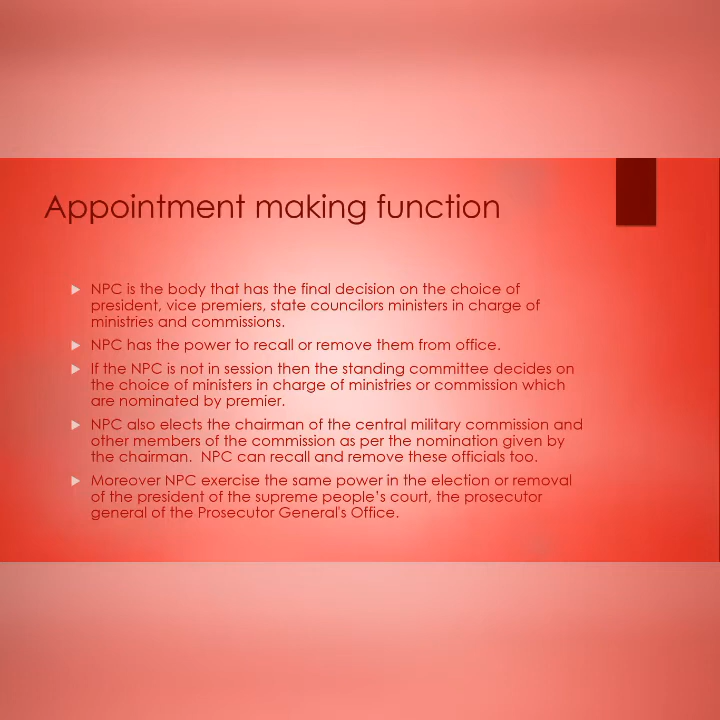 Appointment making function
NPC is the body that has the final decision on the choice of
president, vice premiers, state councilors ministers in charge of
ministries and commissions.
NPC has the power to recall or remove them from office.
If the NPC is not in session then the standing committee decides on
the choice of ministers in charge of ministries or commission which
are nominated by premier.
NPC also elects the chairman of the central military commission and
other members of the commission as per the nomination given by
the chairman.  NPC can recall and remove these officials too.
Moreover NPC exercise the same power in the election or removal
of the president of the supreme people's court, the prosecutor
general of the Prosecutor General's Office.